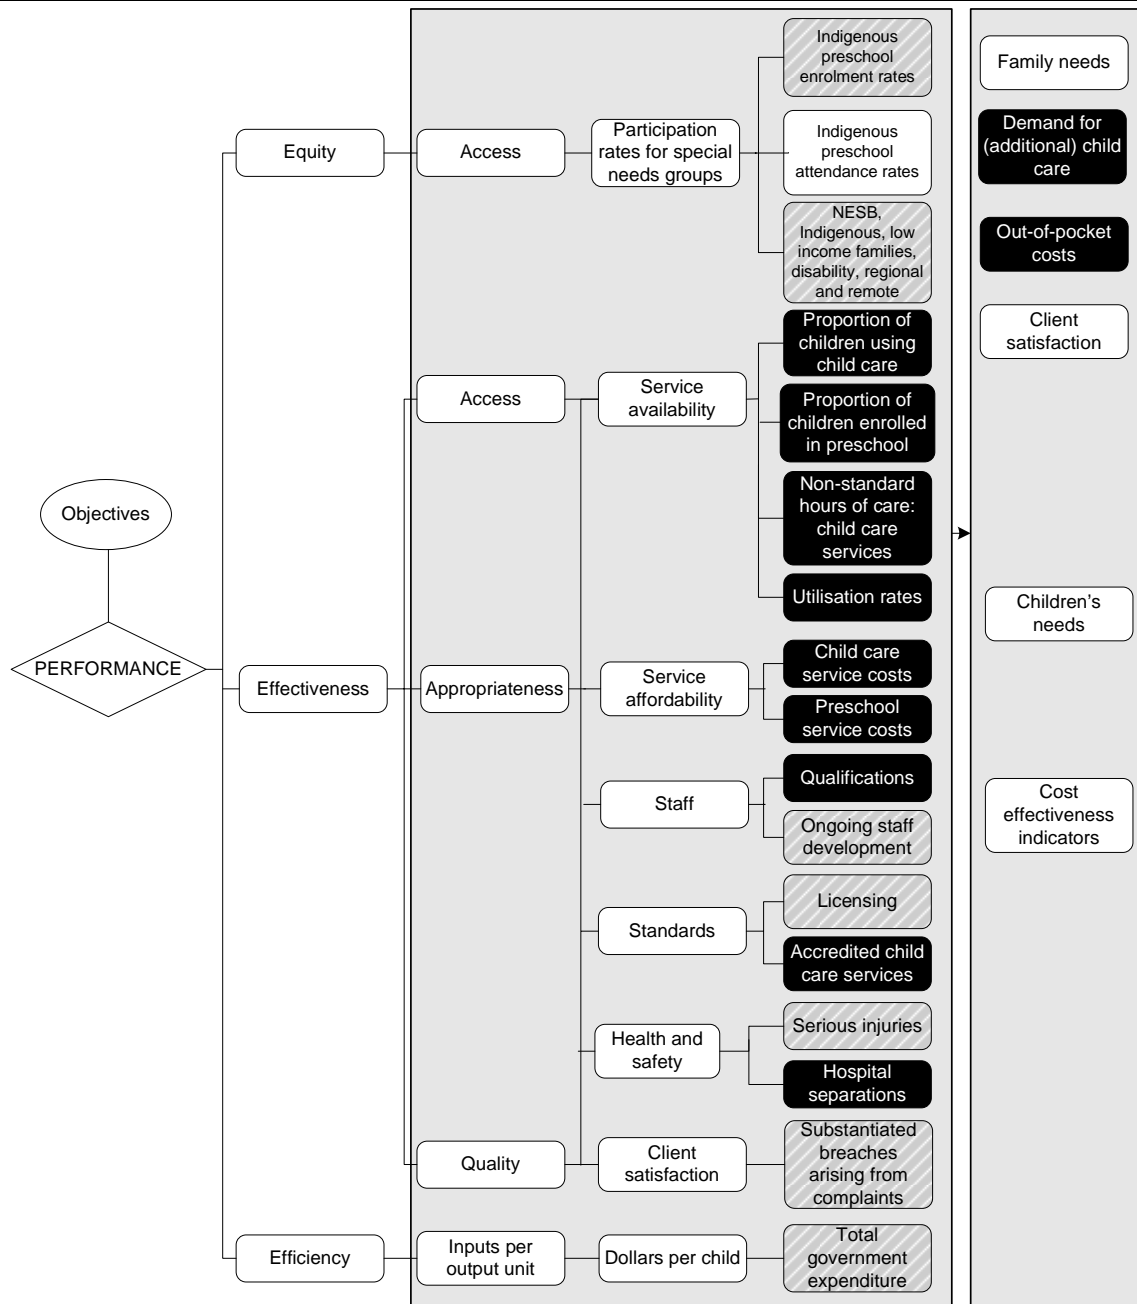 Objectives
PERFORMANCE
Equity
Effectiveness
Efficiency
Access
Access
Appropriateness
Quality
Inputs per
output unit
Participation
rates for special
needs groups
Service
availability
Service
affordability
Staff
Standards
Health and
safety
Client
satisfaction
Dollars per child
Indigenous
preschool
enrolment rates
Indigenous
preschool
attendance rates
NESB,
Indigenous, low
income families,
disability, regional
and remote
Proportion of
children using
child care
Proportion of
children enrolled
in preschool
Non-standard
hours of care:
child care
services
Utilisation rates
Child care
service costs
Preschool
service costs
Qualifications
Ongoing staff
development
Licensing
Accredited child
care services
Serious injuries
Hospital
separations
Substantiated
breaches
arising from
complaints
Total
government
expenditure
Family needs
Demand for
(additional) child
care
Out-of-pocket
costs
Client
satisfaction
Children's
needs
Cost
effectiveness
indicators